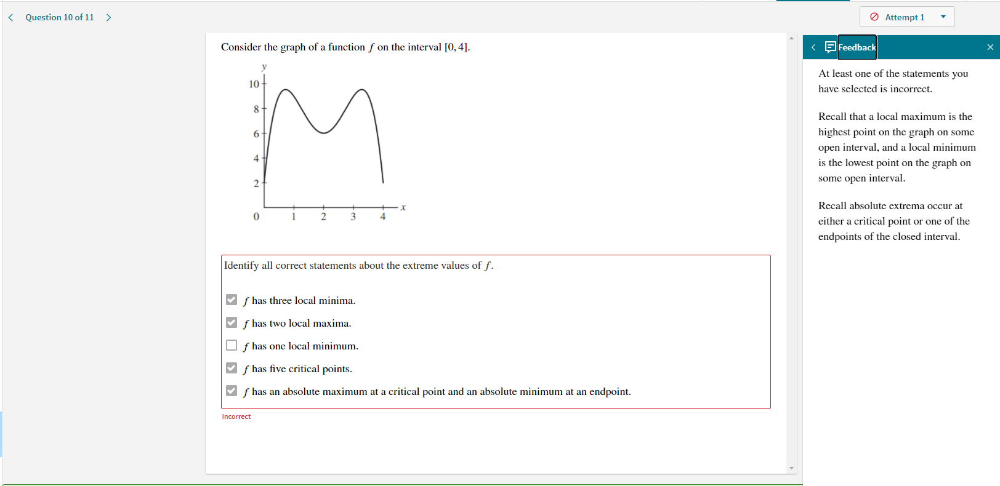 Question 10 of 11
Attempt 1
Consider the graph of a function f on the interval [0, 4].
y
10
8
6
4
2
0
1
2
3
4
x
Identify all correct statements about the extreme values of f.
f has three local minima.
f has two local maxima.
f has one local minimum.
f has five critical points.
f has an absolute maximum at a critical point and an absolute minimum at an endpoint.
Incorrect
Feedback
At least one of the statements you
have selected is incorrect.
Recall that a local maximum is the
highest point on the graph on some
open interval, and a local minimum
is the lowest point on the graph on
some open interval.
Recall absolute extrema occur at
either a critical point or one of the
endpoints of the closed interval.